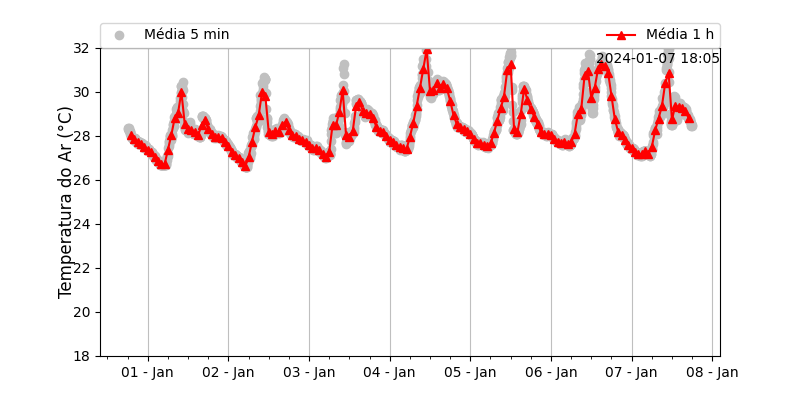 Média 5 min
Média 1 h
2024-01-07 18:05
Temperatura do Ar (°C)
32
30
28
26
24
22
20
18
01 - Jan
02 - Jan
03 - Jan
04 - Jan
05 - Jan
06 - Jan
07 - Jan
08 - Jan